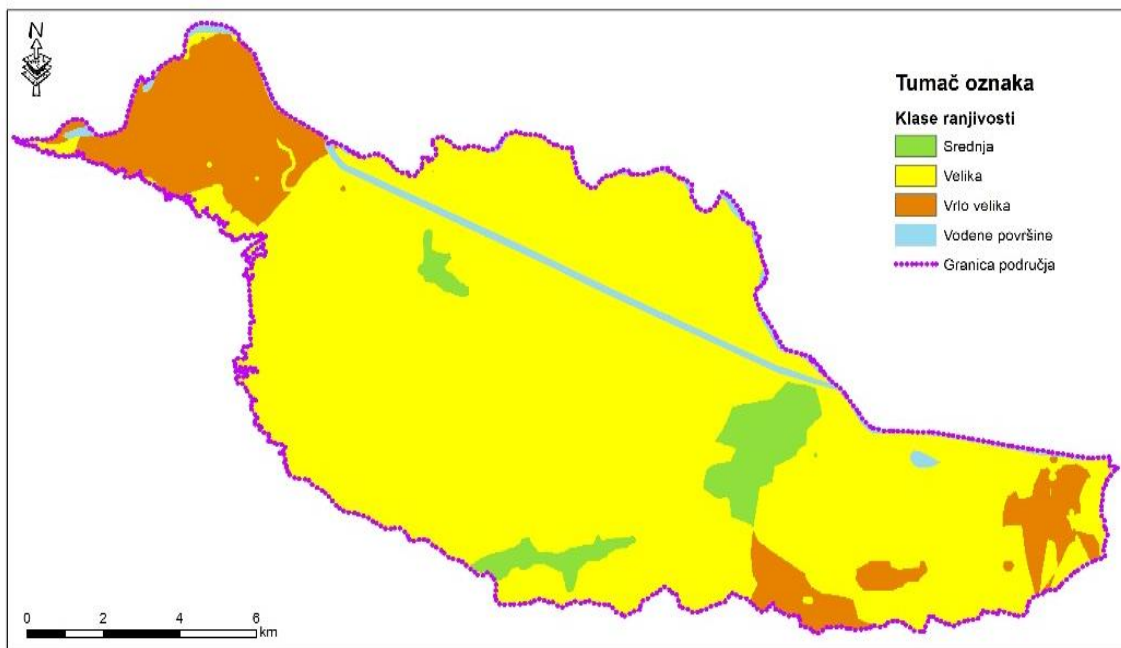 N
Tumač oznaka
Klase ranjivosti
Srednja
Velika
Vrlo velika
Vodene površine
Granica područja
0 2 4 6
km